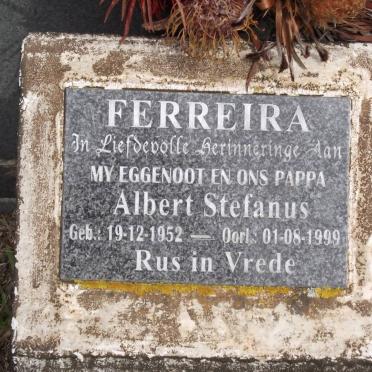 FERREIRA
In Liefdevolle Herinneringe Aan
MY EGGENOOT EN ONS PAPPA
Albert Stefanus
Geb.: 19-12-1952 — Oorl.: 01-08-1999
Rus in Vrede